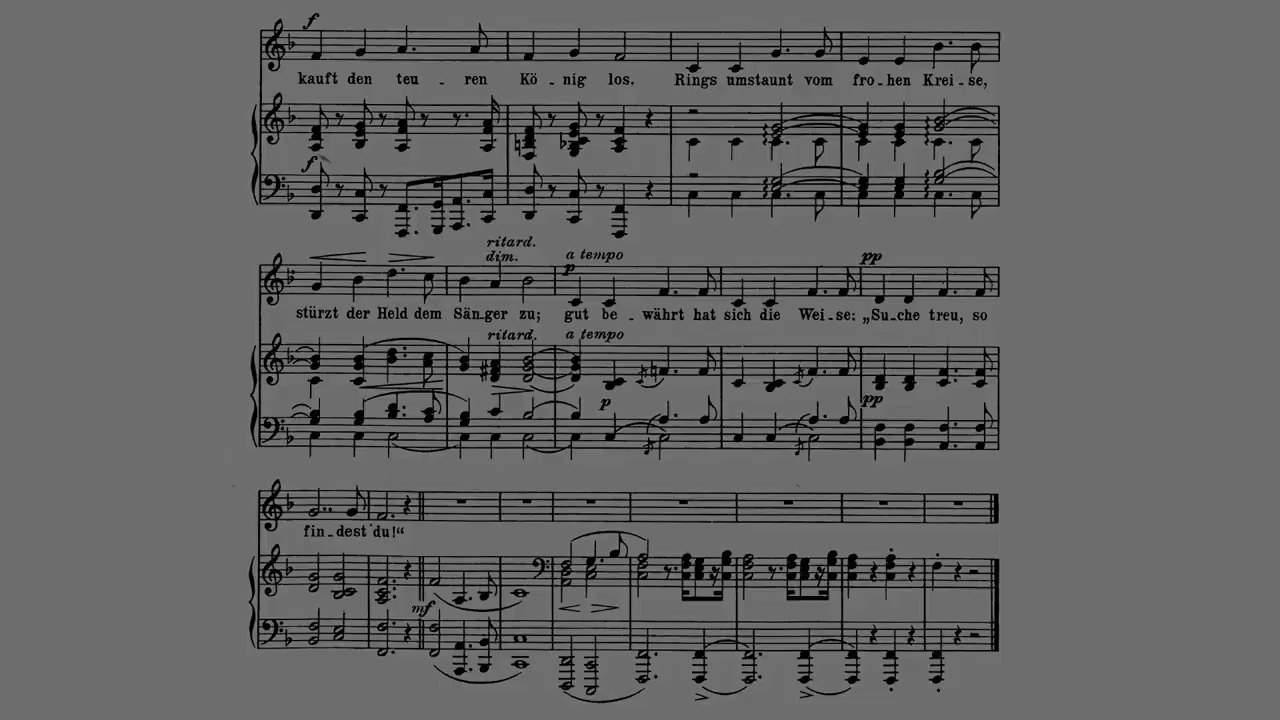 f
kauft den teu - ren Kö - nig los. Rings umstaunt vom fro - hen Krei - se,
f
ritard.
dim. a tempo pp
p
stürzt der Held dem Sän - ger zu; gut be - währt hat sich die Wei - se: „Su - che treu, so
ritard. a tempo
p pp
fin - dest du!“
mf